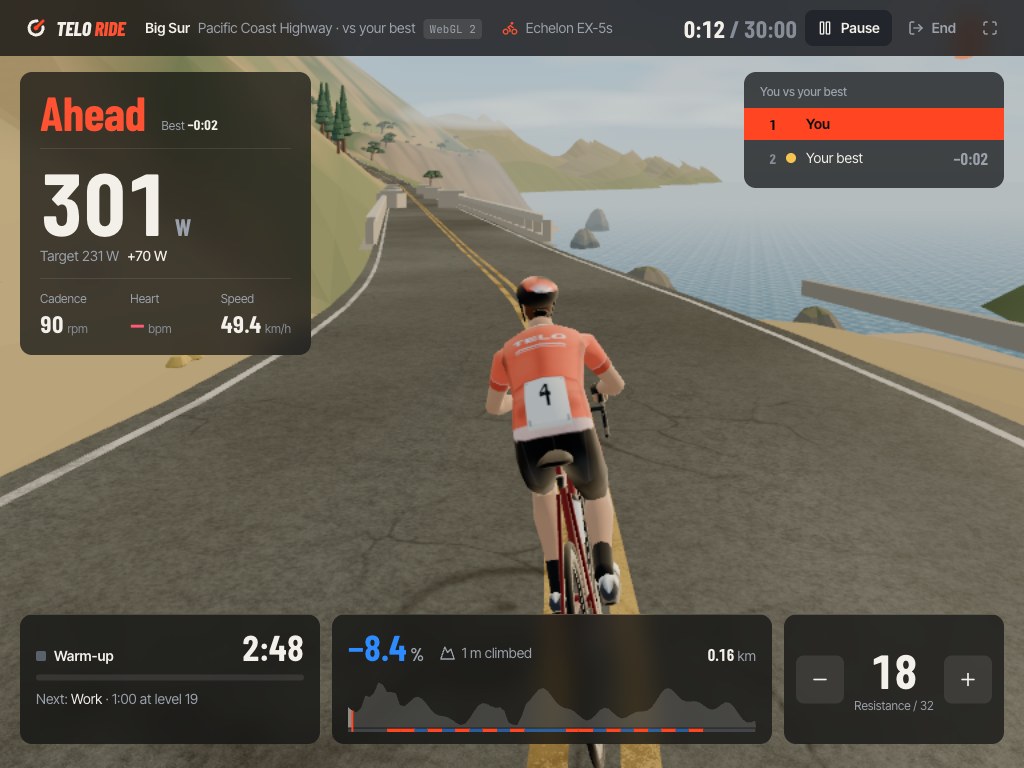 TELO RIDE Big Sur Pacific Coast Highway · vs your best WebGL 2 Echelon EX-5s 0:12 / 30:00 Pause End
Ahead Best −0:02
301 W
Target 231 W +70 W
Cadence Heart Speed
90 rpm – bpm 49.4 km/h
You vs your best
1 You
2 Your best −0:02
TELO
4
Warm-up 2:48
Next: Work · 1:00 at level 19
−8.4 % 1 m climbed 0.16 km
− 18 +
Resistance / 32